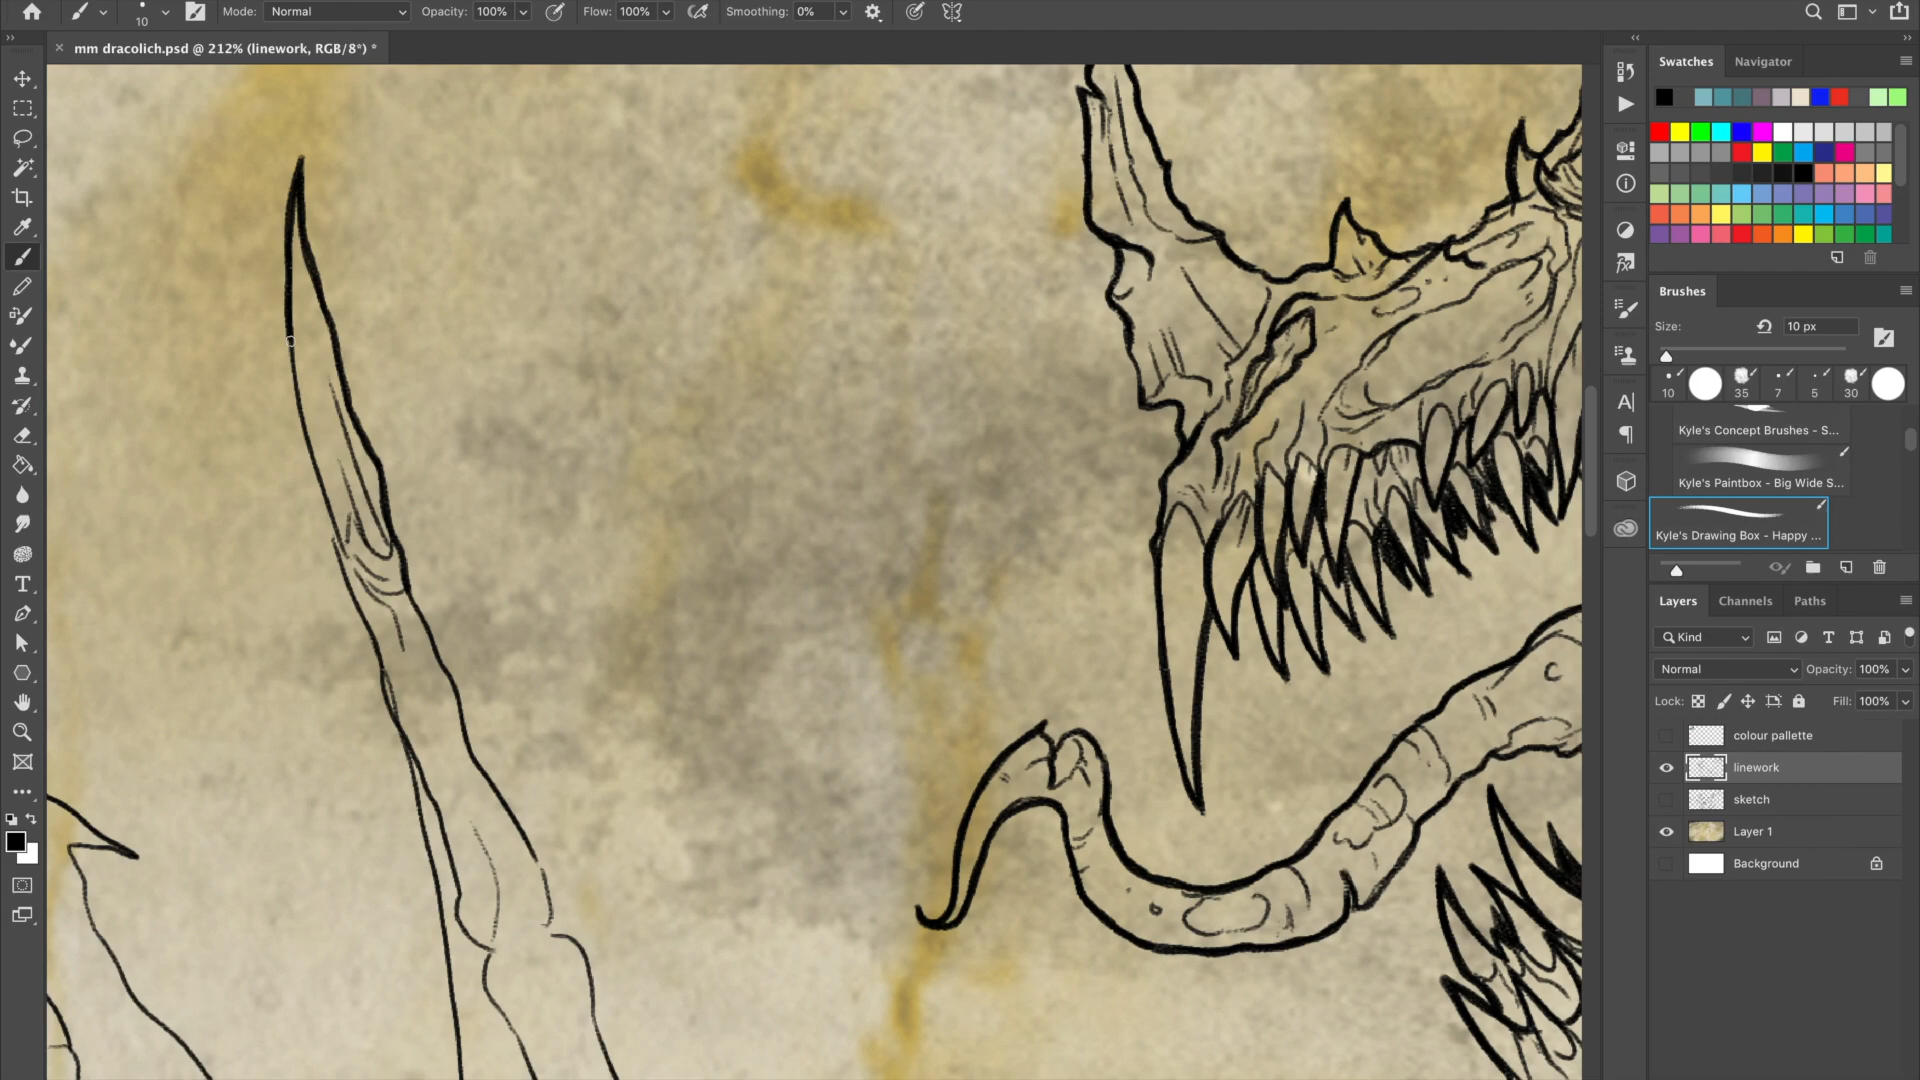 10
Mode:
Normal
Opacity:
100%
Flow:
100%
Smoothing:
0%
mm dracolich.psd @ 212% (linework, RGB/8*) *
Swatches
Navigator
Brushes
Size:
10 px
10
35
7
5
30
Kyle's Concept Brushes - S...
Kyle's Paintbox - Big Wide S...
Kyle's Drawing Box - Happy ...
Layers
Channels
Paths
Kind
Normal
Opacity:
100%
Lock:
Fill:
100%
colour pallette
linework
sketch
Layer 1
Background